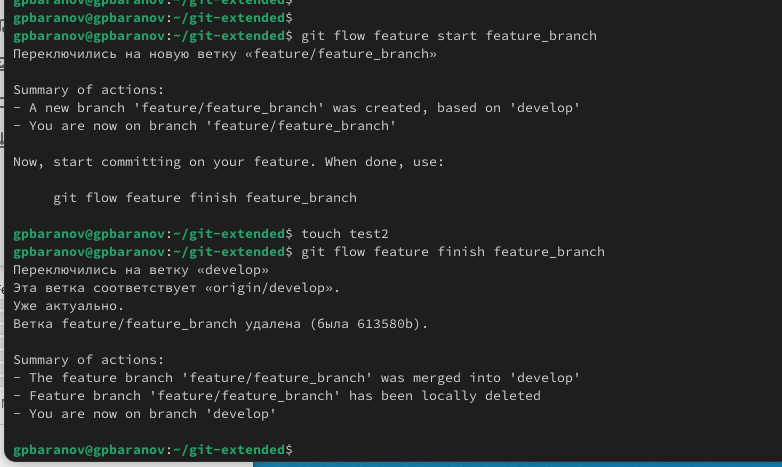 gpbaranov@gpbaranov:~/git-extended$
gpbaranov@gpbaranov:~/git-extended$
gpbaranov@gpbaranov:~/git-extended$ git flow feature start feature_branch
Переключились на новую ветку «feature/feature_branch»
Summary of actions:
- A new branch 'feature/feature_branch' was created, based on 'develop'
- You are now on branch 'feature/feature_branch'
Now, start committing on your feature. When done, use:
git flow feature finish feature_branch
gpbaranov@gpbaranov:~/git-extended$ touch test2
gpbaranov@gpbaranov:~/git-extended$ git flow feature finish feature_branch
Переключились на ветку «develop»
Эта ветка соответствует «origin/develop».
Уже актуально.
Ветка feature/feature_branch удалена (была 613580b).
Summary of actions:
- The feature branch 'feature/feature_branch' was merged into 'develop'
- Feature branch 'feature/feature_branch' has been locally deleted
- You are now on branch 'develop'
gpbaranov@gpbaranov:~/git-extended$